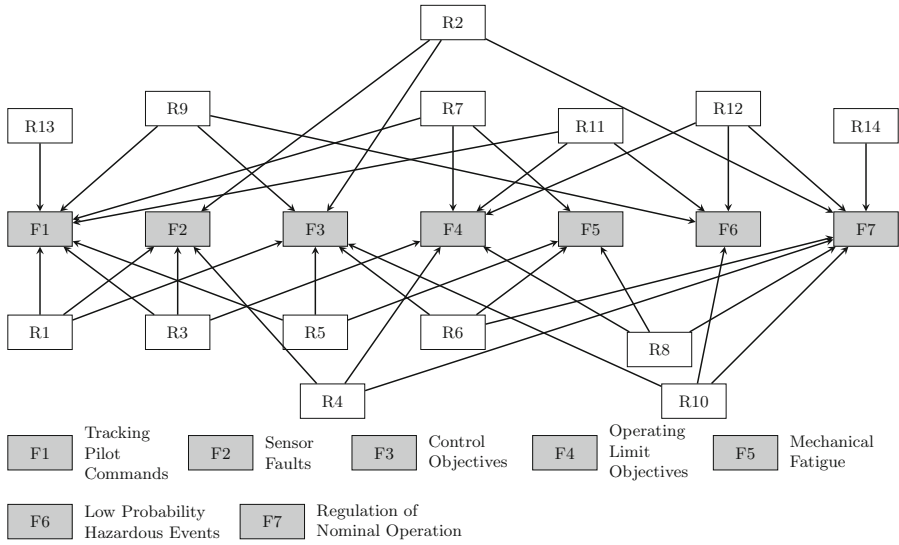 R2
R9
R7
R12
R13
R11
R14
F1
F2
F3
F4
F5
F6
F7
R1
R3
R5
R6
R8
R4
R10
F1
Tracking
Pilot
Commands
F2
Sensor
Faults
F3
Control
Objectives
F4
Operating
Limit
Objectives
F5
Mechanical
Fatigue
F6
Low Probability
Hazardous Events
F7
Regulation of
Nominal Operation